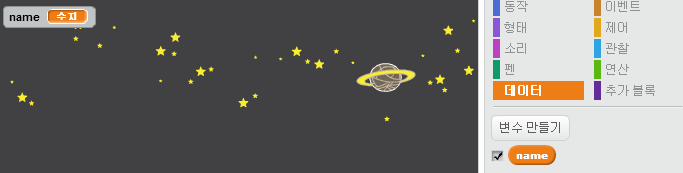 name 수지
동작 이벤트
형태 제어
소리 관찰
펜 연산
데이터 추가 블록
변수 만들기
name